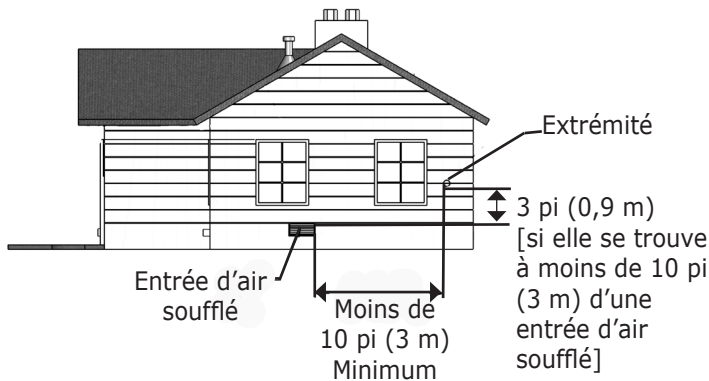 Extrémité
3 pi (0,9 m)
[si elle se trouve
à moins de 10 pi
(3 m) d’une
entrée d’air
soufflé]
Entrée d’air
soufflé
Moins de
10 pi (3 m)
Minimum